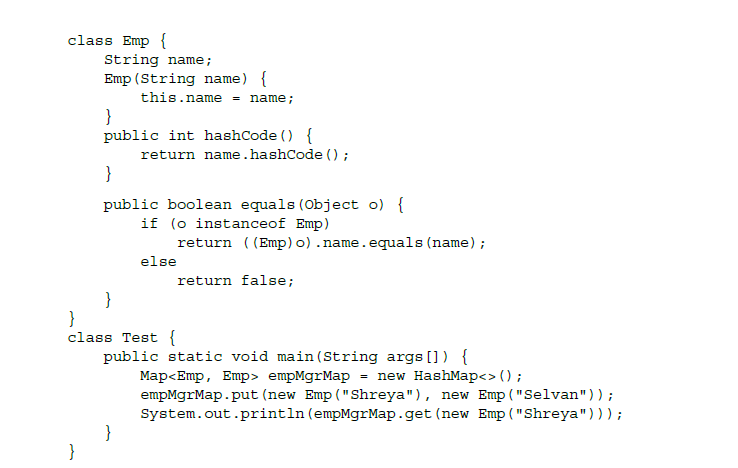 class Emp {
    String name;
    Emp(String name) {
        this.name = name;
    }
    public int hashCode() {
        return name.hashCode();
    }
    public boolean equals(Object o) {
        if (o instanceof Emp)
            return ((Emp)o).name.equals(name);
        else
            return false;
    }
}
class Test {
    public static void main(String args[]) {
        Map<Emp, Emp> empMgrMap = new HashMap<>();
        empMgrMap.put(new Emp("Shreya"), new Emp("Selvan"));
        System.out.println(empMgrMap.get(new Emp("Shreya")));
    }
}